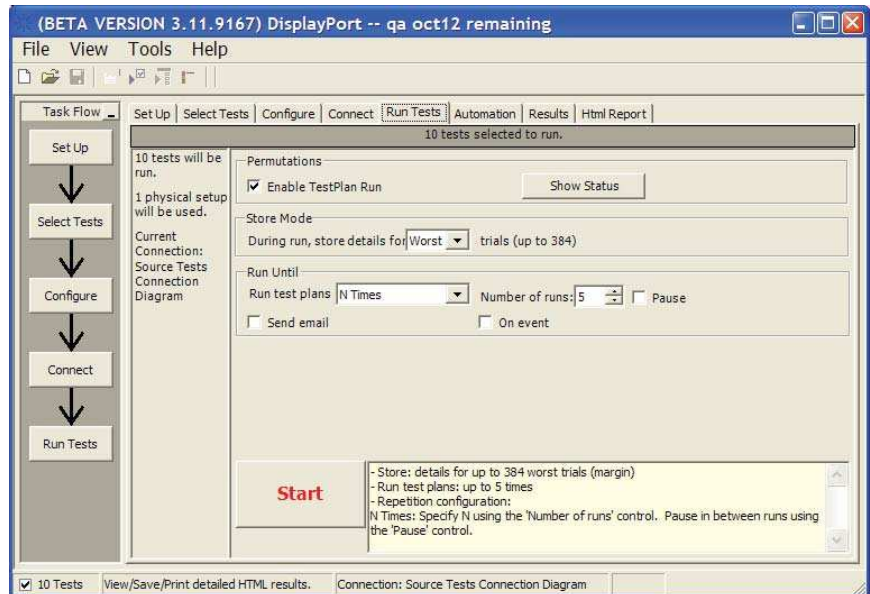 (BETA VERSION 3.11.9167) DisplayPort -- qa oct12 remaining
File View Tools Help
Task Flow
Set Up
Select Tests
Configure
Connect
Run Tests
Set Up Select Tests Configure Connect Run Tests Automation Results Html Report
10 tests selected to run.
10 tests will be
run.
1 physical setup
will be used.
Current
Connection:
Source Tests
Connection
Diagram
Permutations
Enable TestPlan Run
Show Status
Store Mode
During run, store details for Worst trials (up to 384)
Run Until
Run test plans N Times Number of runs: 5 Pause
Send email On event
Start
- Store: details for up to 384 worst trials (margin)
- Run test plans: up to 5 times
- Repetition configuration:
N Times: Specify N using the 'Number of runs' control. Pause in between runs using
the 'Pause' control.
10 Tests View/Save/Print detailed HTML results. Connection: Source Tests Connection Diagram